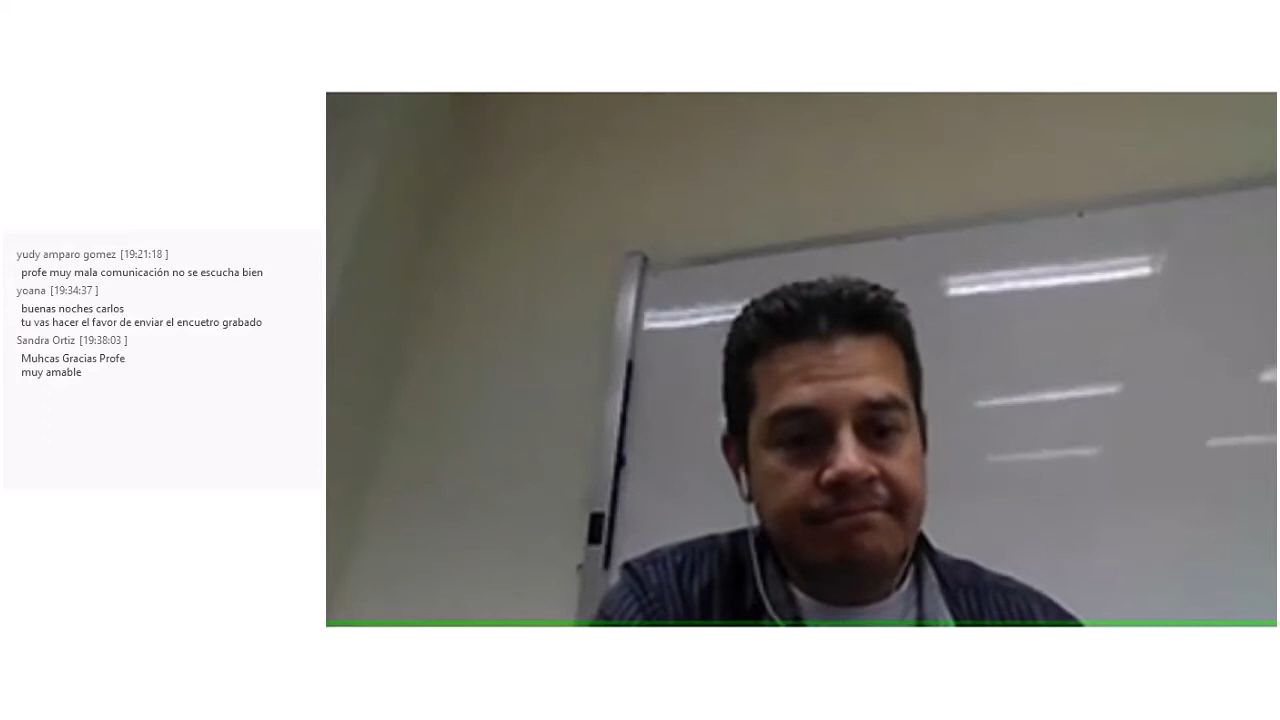 yudy amparo gomez [19:21:18 ]
profe muy mala comunicación no se escucha bien
yoana [19:34:37 ]
buenas noches carlos
tu vas hacer el favor de enviar el encuetro grabado
Sandra Ortiz [19:38:03 ]
Muhcas Gracias Profe
muy amable